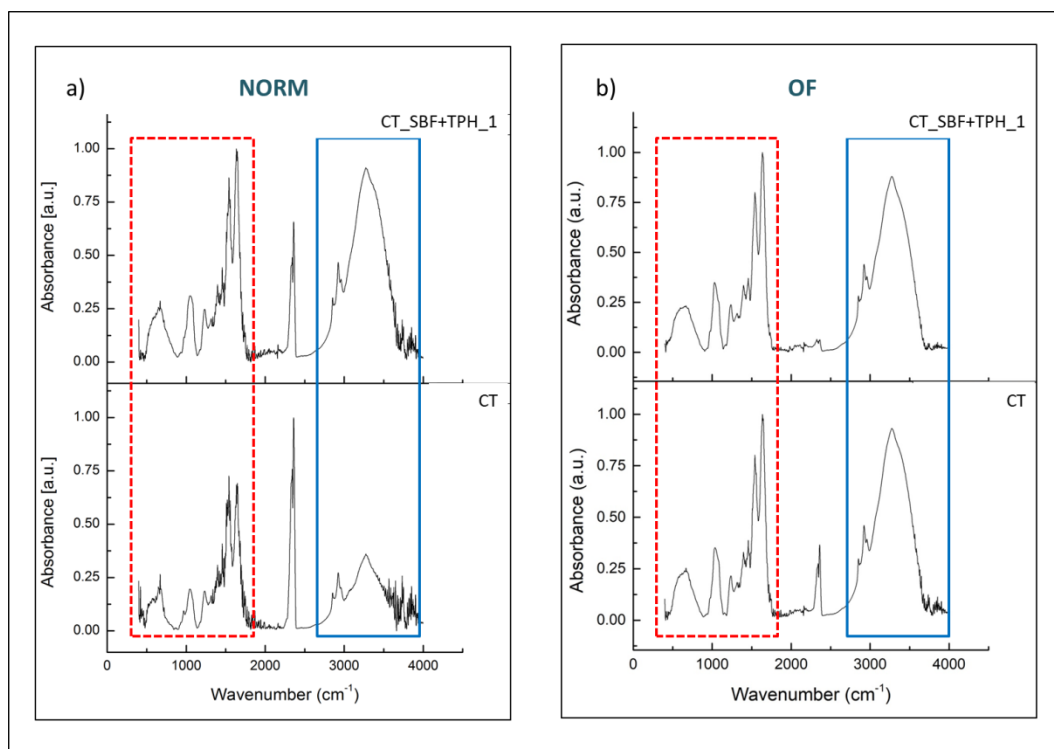 a)
NORM
CT_SBF+TPH_1
1.00
0.75
0.50
0.25
0.00
Absorbance [a.u.]
CT
1.00
0.75
0.50
0.25
0.00
Absorbance [a.u.]
0 1000 2000 3000 4000
Wavenumber (cm-1)
b)
OF
CT_SBF+TPH_1
1.00
0.75
0.50
0.25
0.00
Absorbance (a.u.)
CT
1.00
0.75
0.50
0.25
0.00
Absorbance (a.u.)
0 1000 2000 3000 4000
Wavenumber (cm-1)